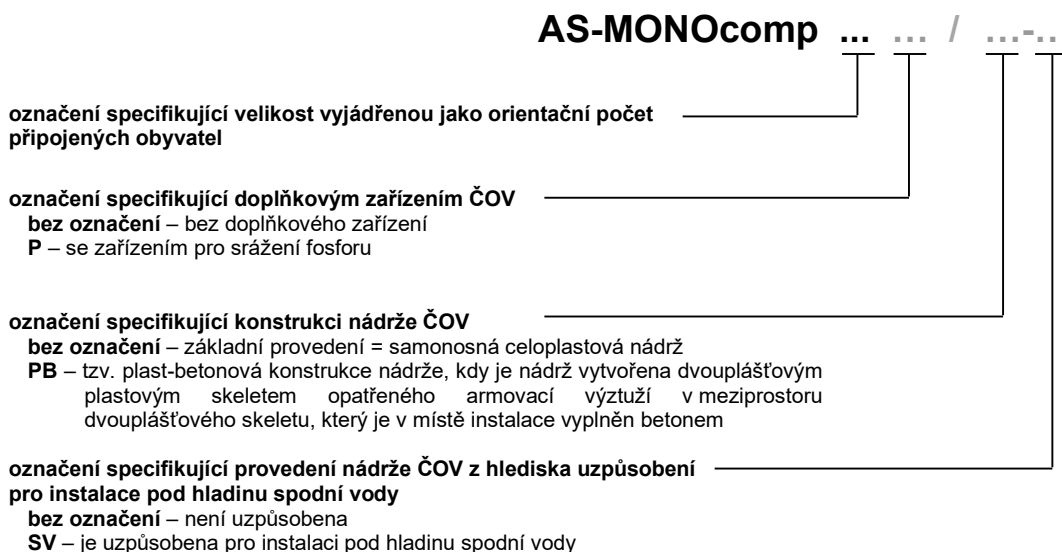 AS-MONOcomp ... ... / ...-..
označení specifikující velikost vyjádřenou jako orientační počet
připojených obyvatel
označení specifikující doplňkovým zařízením ČOV
bez označení – bez doplňkového zařízení
P – se zařízením pro srážení fosforu
označení specifikující konstrukci nádrže ČOV
bez označení – základní provedení = samonosná celoplastová nádrž
PB – tzv. plast-betonová konstrukce nádrže, kdy je nádrž vytvořena dvouplášťovým
plastovým skeletem opatřeného armovací výztuží v meziprostoru
dvouplášťového skeletu, který je v místě instalace vyplněn betonem
označení specifikující provedení nádrže ČOV z hlediska uzpůsobení
pro instalace pod hladinu spodní vody
bez označení – není uzpůsobena
SV – je uzpůsobena pro instalaci pod hladinu spodní vody